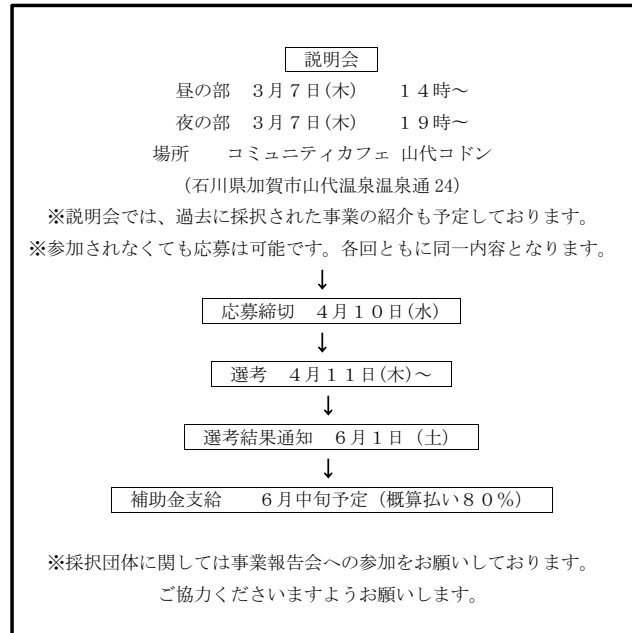 説明会
昼の部　３月７日(木)　　１４時～
夜の部　３月７日(木)　　１９時～
場所　　コミュニティカフェ 山代コドン
(石川県加賀市山代温泉温泉通 24)
※説明会では、過去に採択された事業の紹介も予定しております。
※参加されなくても応募は可能です。各回ともに同一内容となります。
↓
応募締切　４月１０日(水)
↓
選考　４月１１日(木)～
↓
選考結果通知　６月１日（土）
↓
補助金支給　　６月中旬予定（概算払い８０％）
※採択団体に関しては事業報告会への参加をお願いしております。
ご協力くださいますようお願いします。